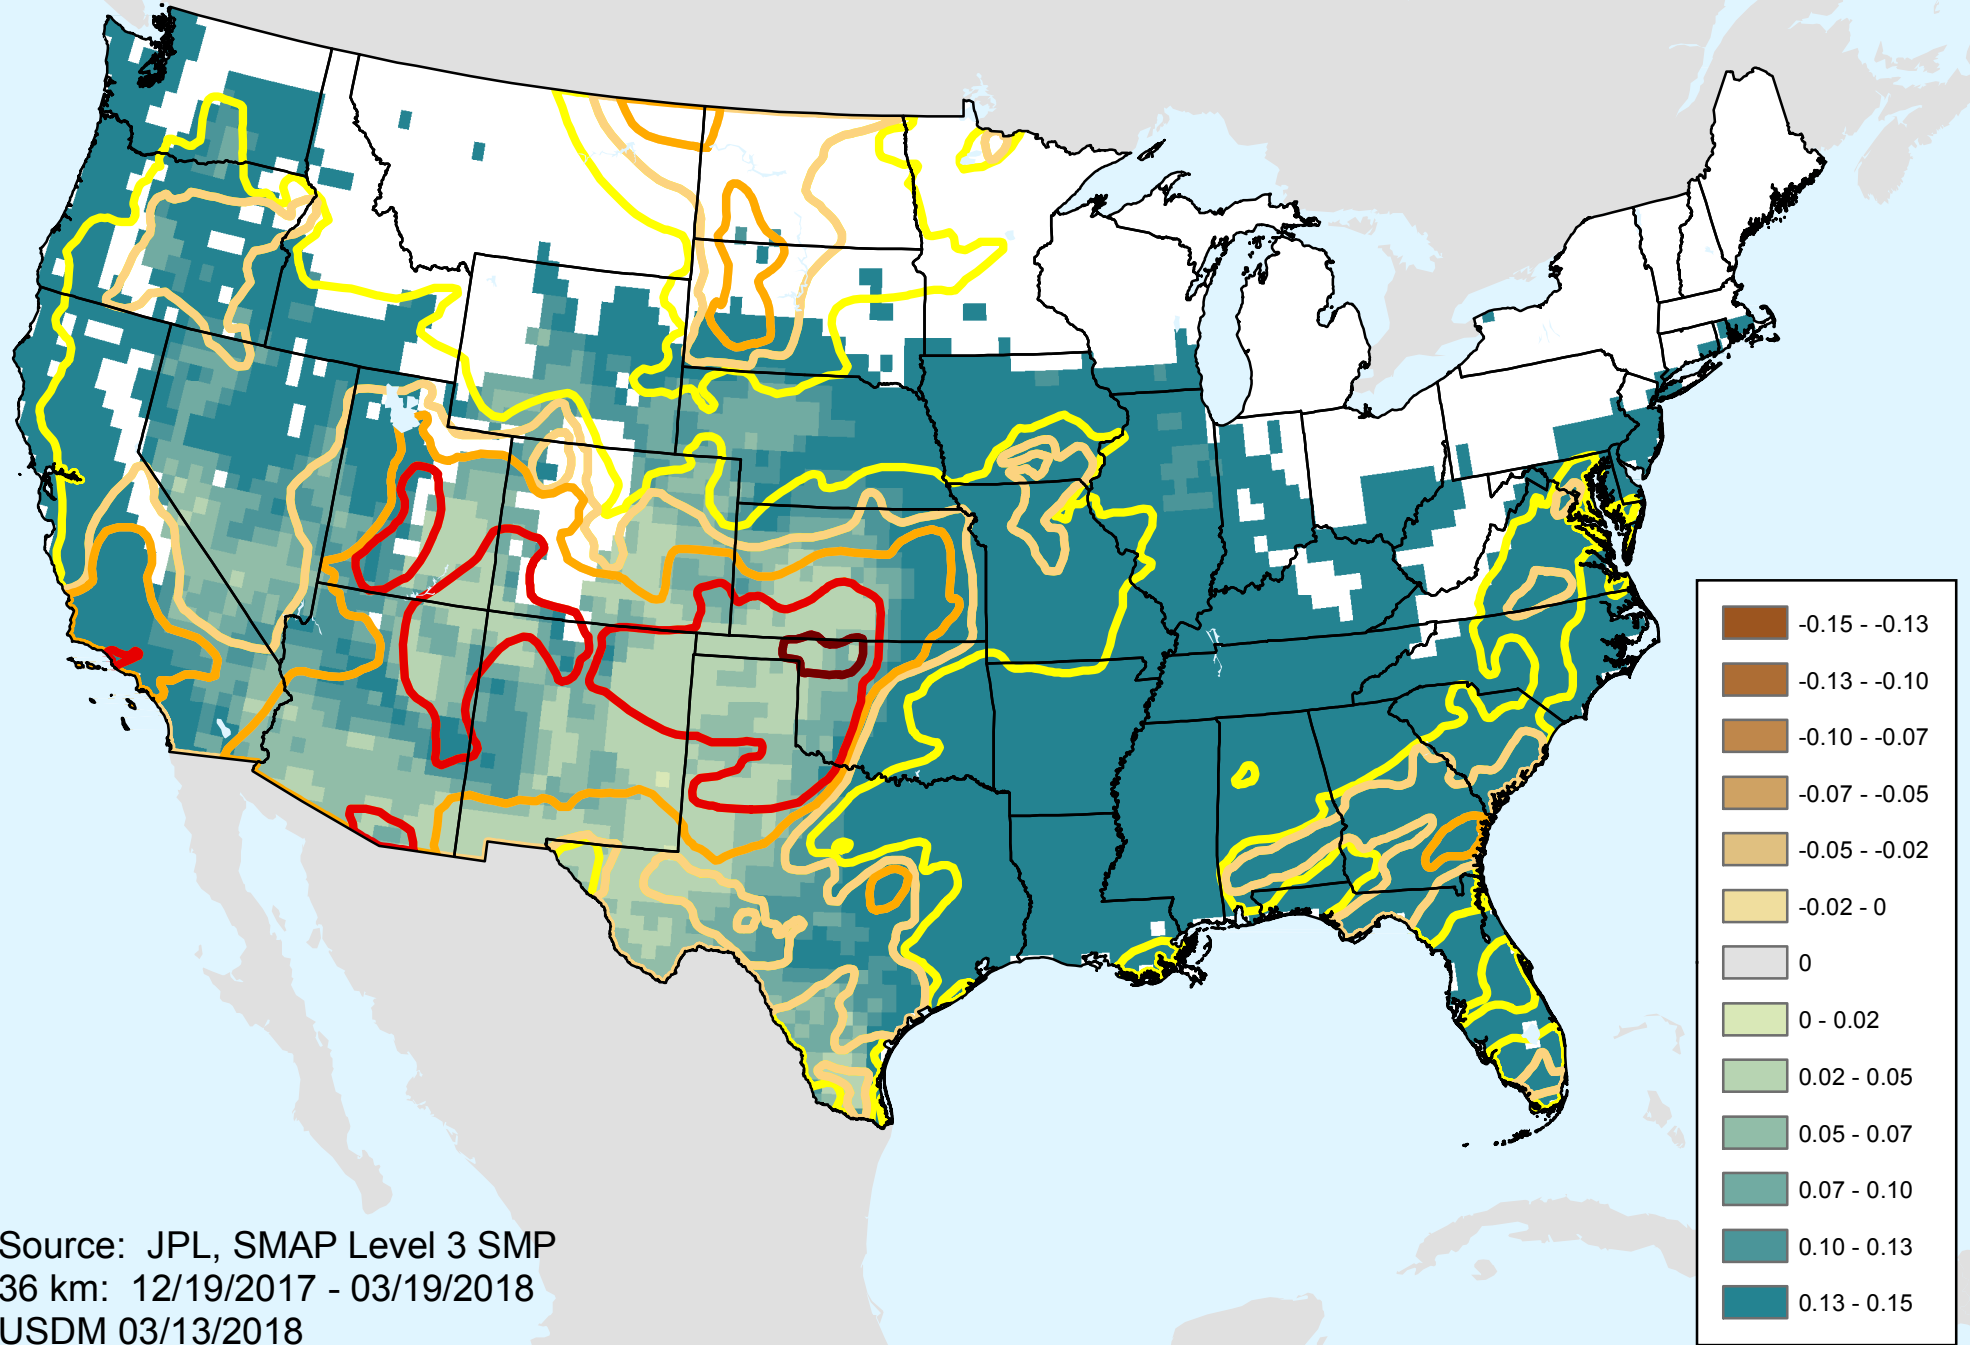 -0.15 - -0.13
-0.13 - -0.10
-0.10 - -0.07
-0.07 - -0.05
-0.05 - -0.02
-0.02 - 0
0
0 - 0.02
0.02 - 0.05
0.05 - 0.07
0.07 - 0.10
0.10 - 0.13
0.13 - 0.15
Source: JPL, SMAP Level 3 SMP
36 km: 12/19/2017 - 03/19/2018
USDM 03/13/2018